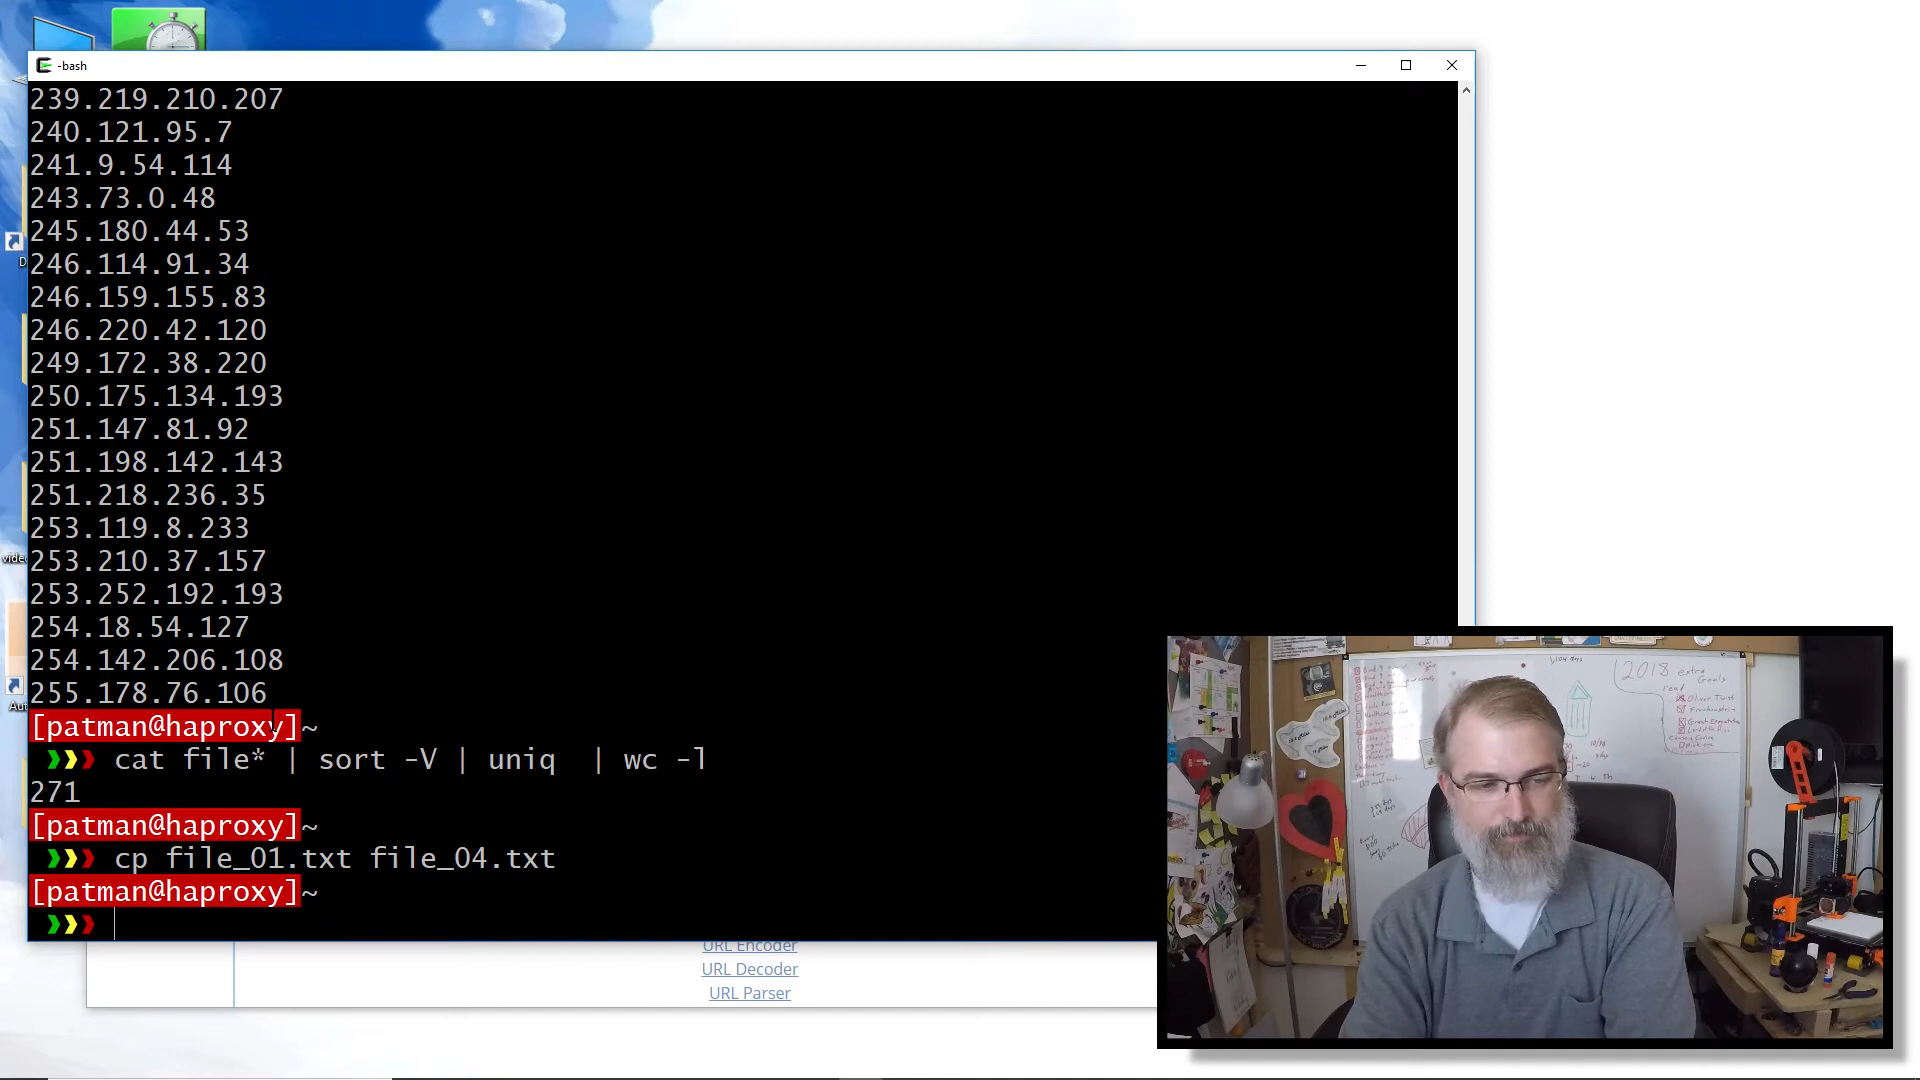 -bash
239.219.210.207
240.121.95.7
241.9.54.114
243.73.0.48
245.180.44.53
246.114.91.34
246.159.155.83
246.220.42.120
249.172.38.220
250.175.134.193
251.147.81.92
251.198.142.143
251.218.236.35
253.119.8.233
253.210.37.157
253.252.192.193
254.18.54.127
254.142.206.108
255.178.76.106
[patman@haproxy]~
cat file* | sort -V | uniq  | wc -l
271
[patman@haproxy]~
cp file_01.txt file_04.txt
[patman@haproxy]~
URL Encoder
URL Decoder
URL Parser
2018 extra
Goals
read
Oliver Twist
Frankenstein